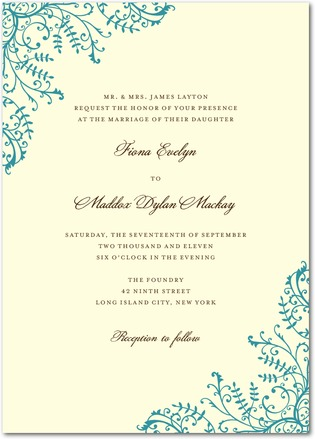 MR. & MRS. JAMES LAYTON
REQUEST THE HONOR OF YOUR PRESENCE
AT THE MARRIAGE OF THEIR DAUGHTER
Fiona Evelyn
TO
Maddox Dylan Mackay
SATURDAY, THE SEVENTEENTH OF SEPTEMBER
TWO THOUSAND AND ELEVEN
SIX O'CLOCK IN THE EVENING
THE FOUNDRY
42 NINTH STREET
LONG ISLAND CITY, NEW YORK
Reception to follow